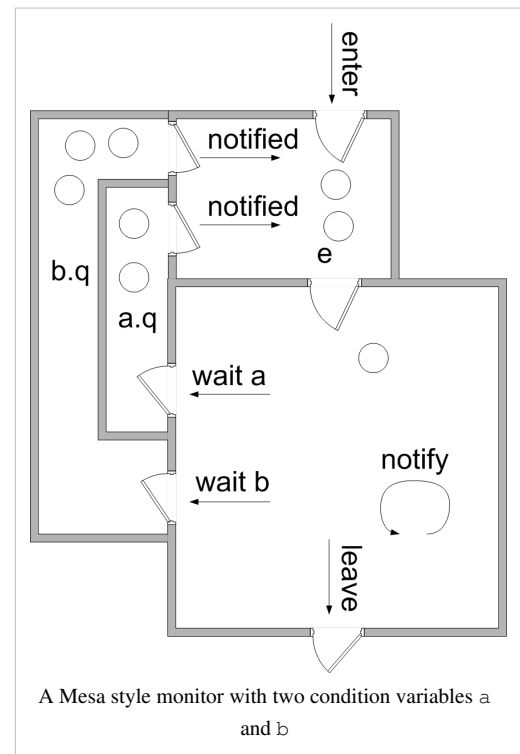 enter
notified
notified
e
b.q
a.q
wait a
notify
wait b
leave
A Mesa style monitor with two condition variables a
and b